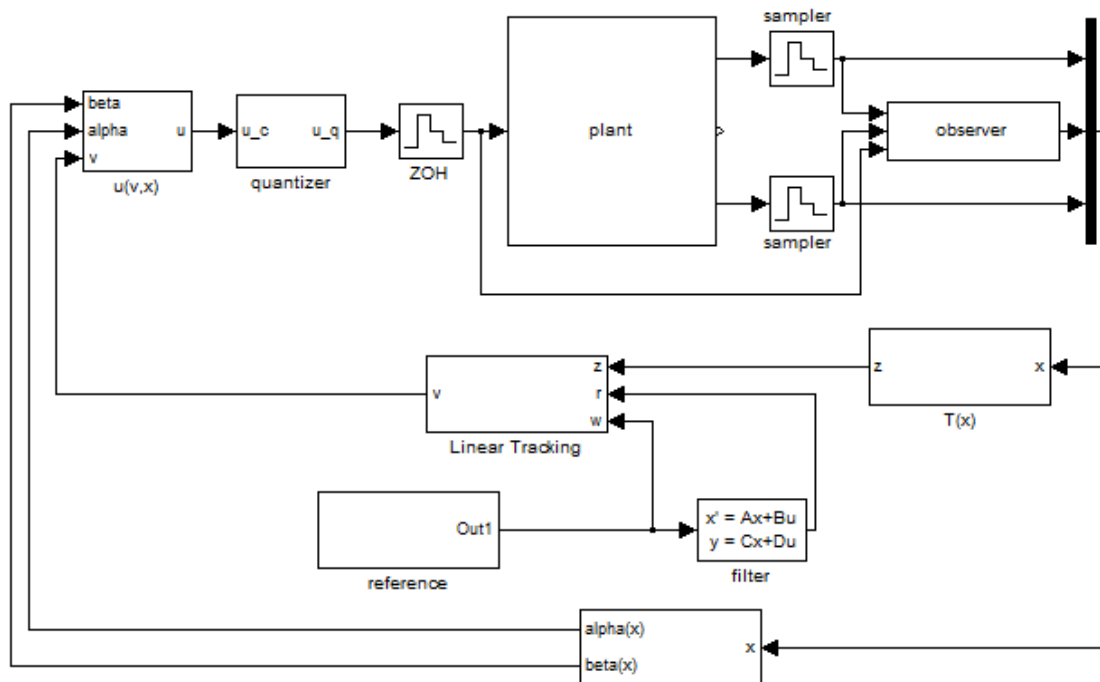 sampler
beta
alpha
v
u
u(v,x)
u_c
u_q
quantizer
ZOH
plant
observer
sampler
z
r
w
v
Linear Tracking
z
x
T(x)
Out1
reference
x' = Ax+Bu
y = Cx+Du
filter
alpha(x)
beta(x)
x